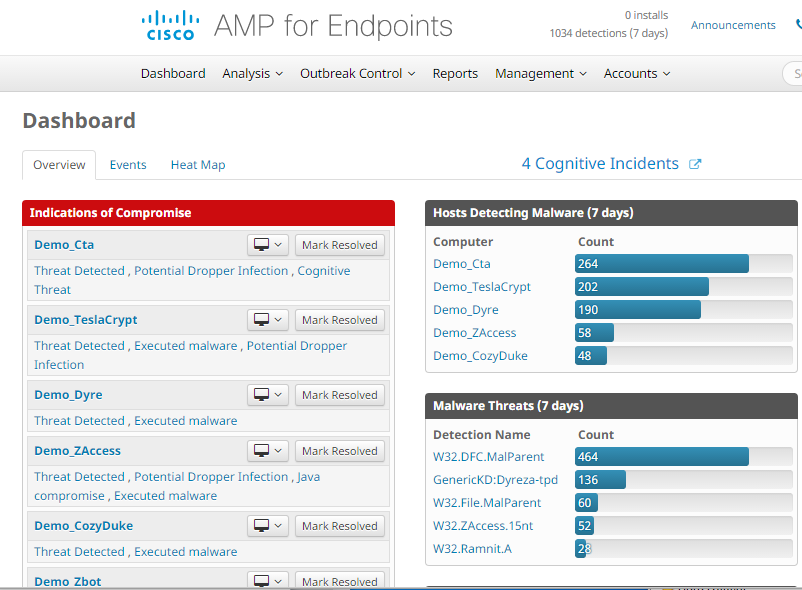 cisco AMP for Endpoints
0 installs
1034 detections (7 days)
Announcements
Dashboard Analysis Outbreak Control Reports Management Accounts
Dashboard
Overview Events Heat Map
4 Cognitive Incidents
Indications of Compromise
Demo_Cta Mark Resolved
Threat Detected , Potential Dropper Infection , Cognitive
Threat
Demo_TeslaCrypt Mark Resolved
Threat Detected , Executed malware , Potential Dropper
Infection
Demo_Dyre Mark Resolved
Threat Detected , Executed malware
Demo_ZAccess Mark Resolved
Threat Detected , Potential Dropper Infection , Java
compromise , Executed malware
Demo_CozyDuke Mark Resolved
Threat Detected , Executed malware
Demo_Zbot Mark Resolved
Hosts Detecting Malware (7 days)
Computer Count
Demo_Cta 264
Demo_TeslaCrypt 202
Demo_Dyre 190
Demo_ZAccess 58
Demo_CozyDuke 48
Malware Threats (7 days)
Detection Name Count
W32.DFC.MalParent 464
GenericKD:Dyreza-tpd 136
W32.File.MalParent 60
W32.ZAccess.15nt 52
W32.Ramnit.A 28